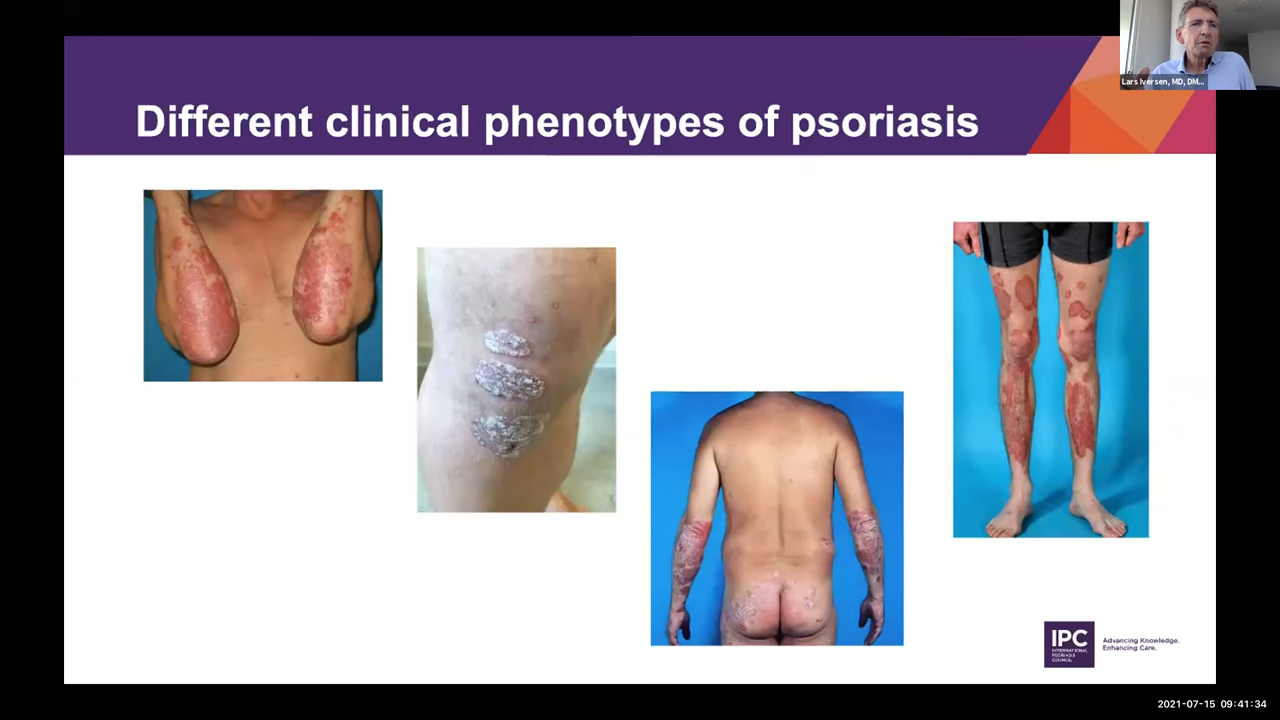 Lars Iversen, MD, DM...
Different clinical phenotypes of psoriasis
IPC
INTERNATIONAL
PSORIASIS
COUNCIL
Advancing Knowledge.
Enhancing Care.
2021-07-15 09:41:34